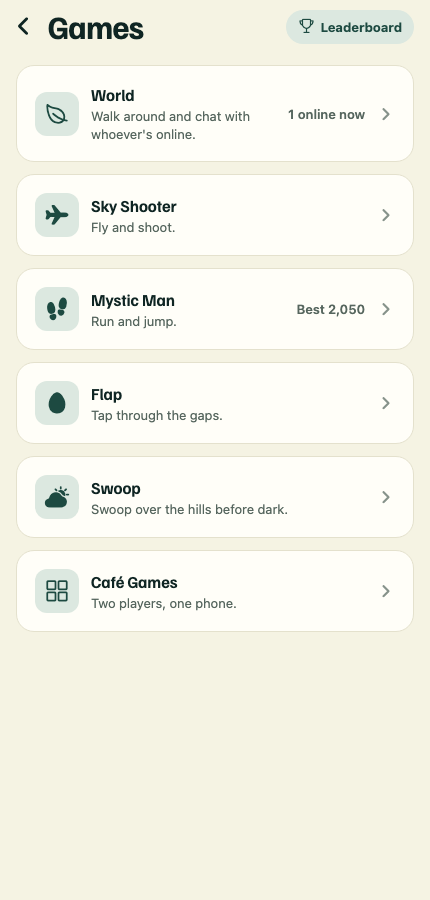 Games
Leaderboard
World
Walk around and chat with
whoever's online.
1 online now
Sky Shooter
Fly and shoot.
Mystic Man
Run and jump.
Best 2,050
Flap
Tap through the gaps.
Swoop
Swoop over the hills before dark.
Café Games
Two players, one phone.